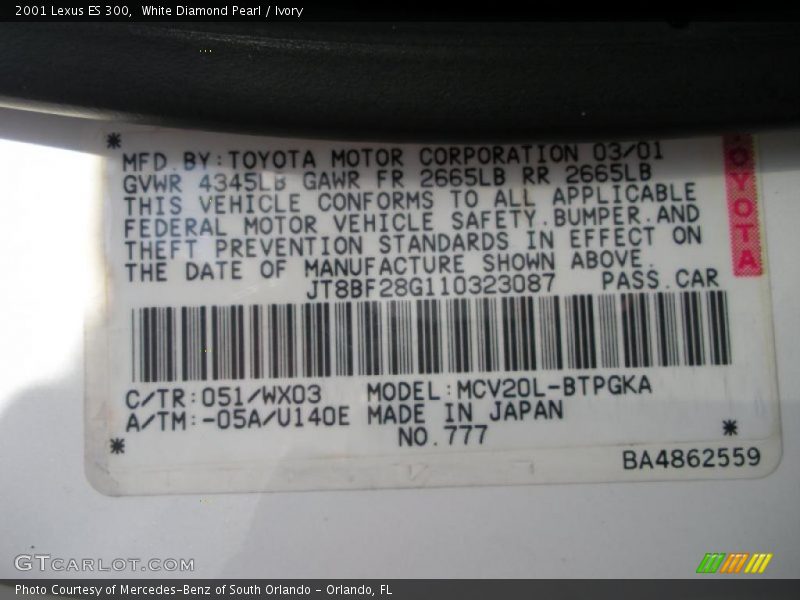 2001 Lexus ES 300, White Diamond Pearl / Ivory
MFD.BY:TOYOTA MOTOR CORPORATION 03/01
GVWR 4345LB GAWR FR 2665LB RR 2665LB
THIS VEHICLE CONFORMS TO ALL APPLICABLE
FEDERAL MOTOR VEHICLE SAFETY.BUMPER.AND
THEFT PREVENTION STANDARDS IN EFFECT ON
THE DATE OF MANUFACTURE SHOWN ABOVE.
JT8BF28G110323087 PASS.CAR
TOYOTA
C/TR:051/WX03 MODEL:MCV20L-BTPGKA
A/TM:-05A/U140E MADE IN JAPAN
NO.777
BA4862559
GTCARLOT.COM
Photo Courtesy of Mercedes-Benz of South Orlando - Orlando, FL